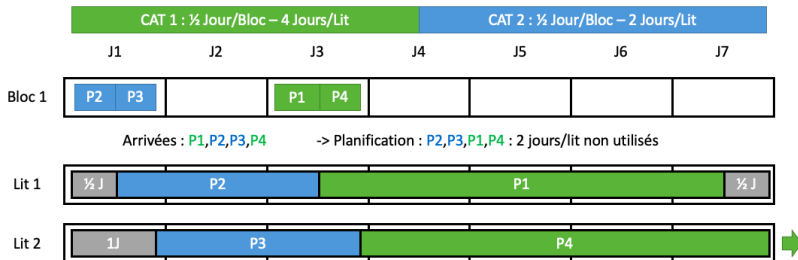 CAT 1 : ½ Jour/Bloc – 4 Jours/Lit CAT 2 : ½ Jour/Bloc – 2 Jours/Lit
J1 J2 J3 J4 J5 J6 J7
Bloc 1 P2 P3 P1 P4
Arrivées : P1,P2,P3,P4 -> Planification : P2,P3,P1,P4 : 2 jours/lit non utilisés
Lit 1 ½ J P2 P1 ½ J
Lit 2 1J P3 P4